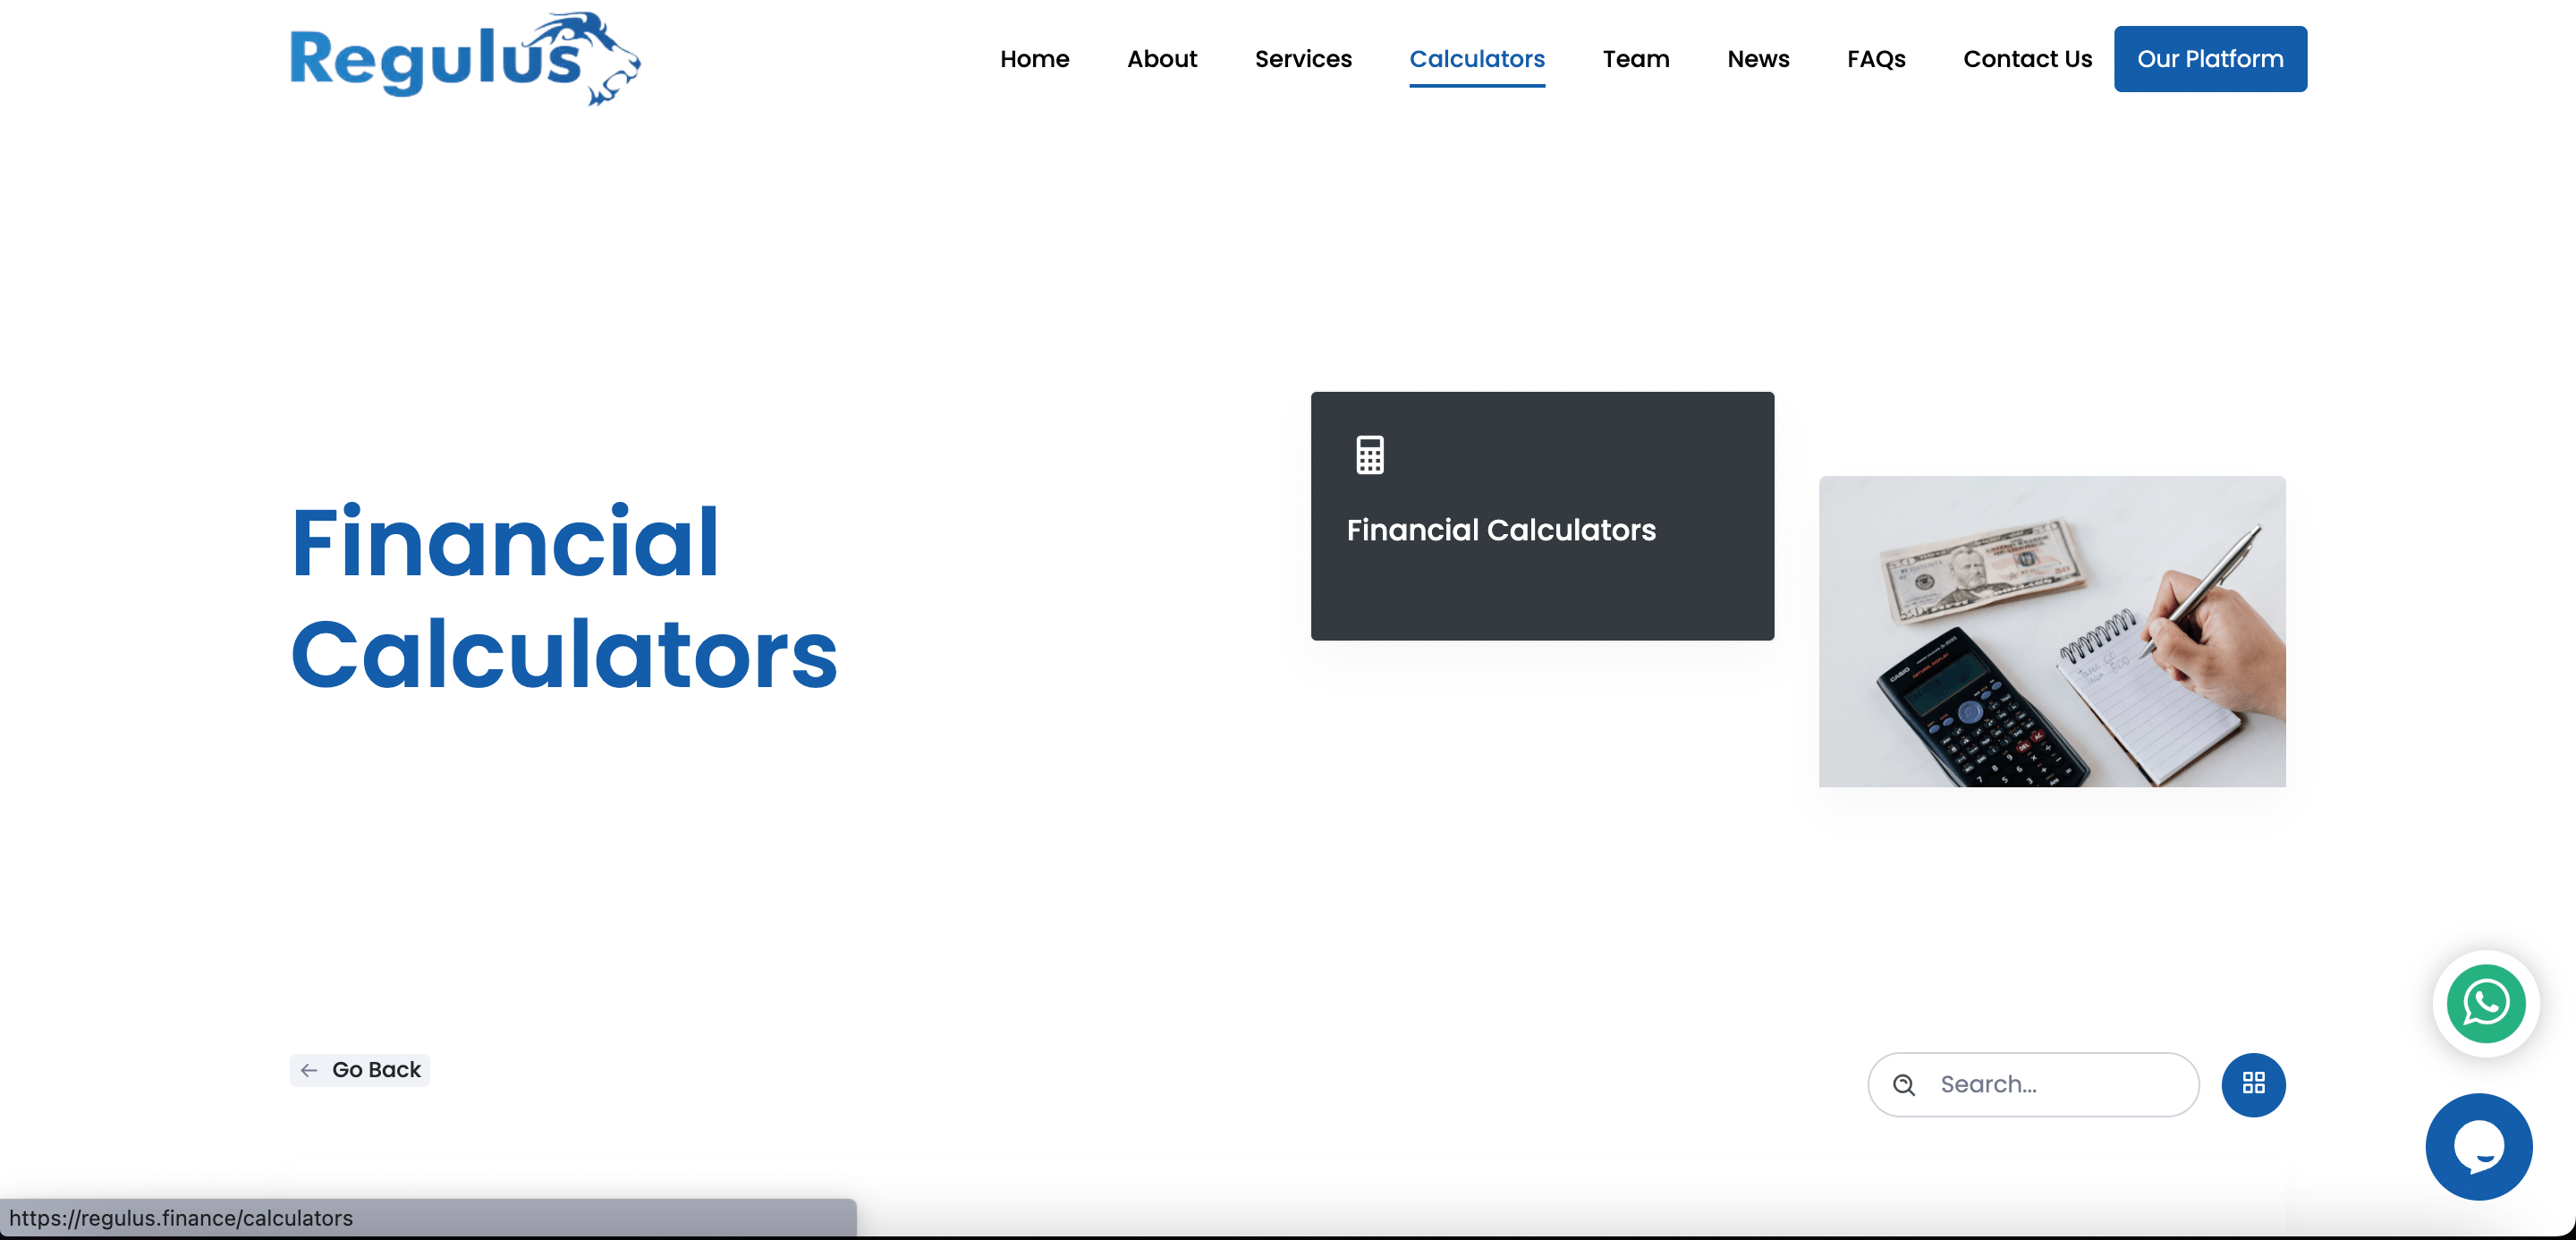 Regulus
Home About Services Calculators Team News FAQs Contact Us Our Platform
Financial Calculators
Financial
Calculators
CASIO
Go Back
Search...
https://regulus.finance/calculators